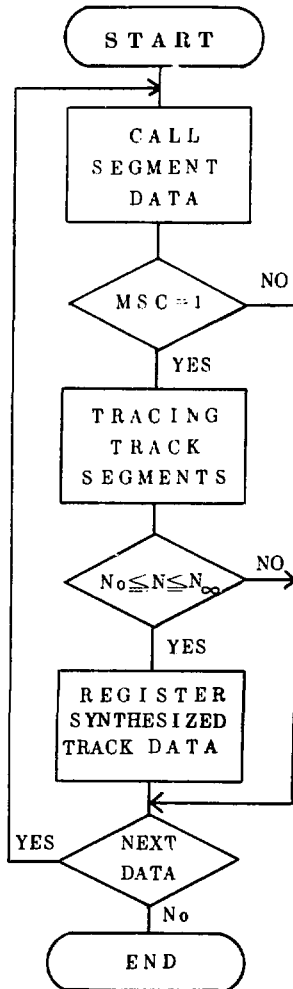 START
CALL
SEGMENT
DATA
MSC=1
NO
YES
TRACING
TRACK
SEGMENTS
No≦N≦N∞
NO
YES
REGISTER
SYNTHESIZED
TRACK DATA
YES
NEXT
DATA
No
END